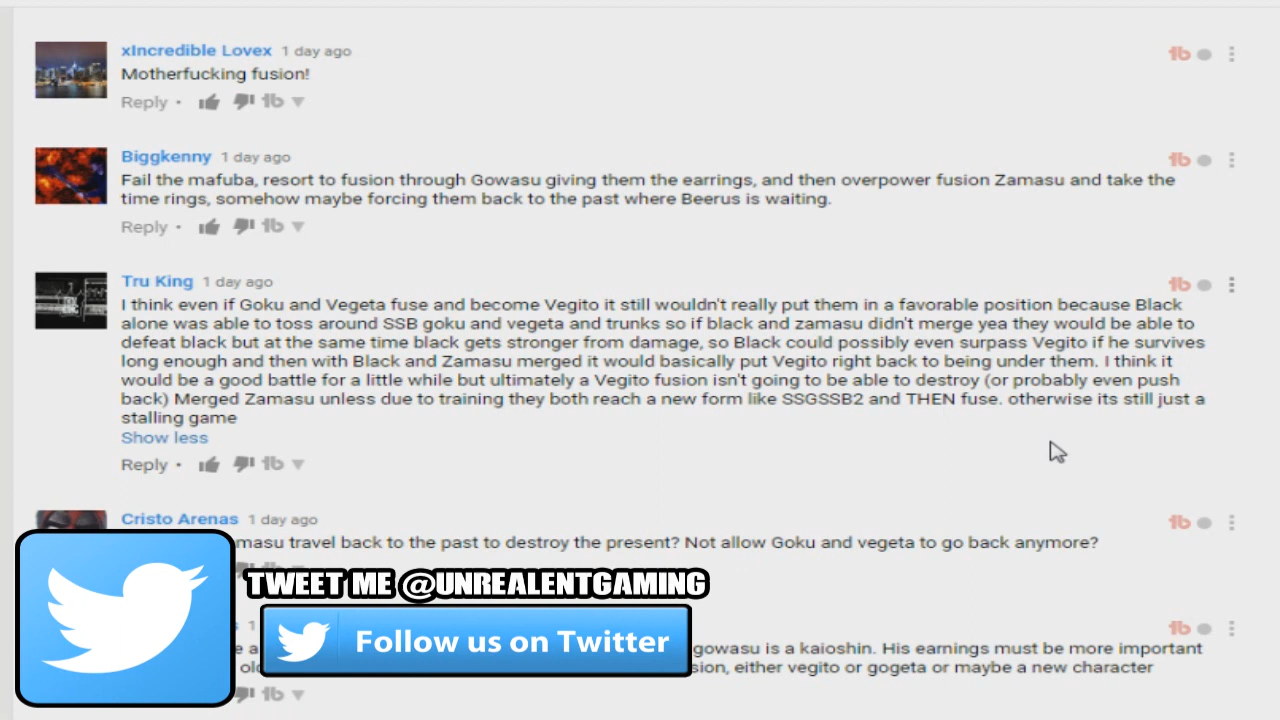 xIncredible Lovex 1 day ago
Motherfucking fusion!
Reply •
Biggkenny 1 day ago
Fail the mafuba, resort to fusion through Gowasu giving them the earrings, and then overpower fusion Zamasu and take the
time rings, somehow maybe forcing them back to the past where Beerus is waiting.
Reply •
Tru King 1 day ago
I think even if Goku and Vegeta fuse and become Vegito it still wouldn't really put them in a favorable position because Black
alone was able to toss around SSB goku and vegeta and trunks so if black and zamasu didn't merge yea they would be able to
defeat black but at the same time black gets stronger from damage, so Black could possibly even surpass Vegito if he survives
long enough and then with Black and Zamasu merged it would basically put Vegito right back to being under them. I think it
would be a good battle for a little while but ultimately a Vegito fusion isn't going to be able to destroy (or probably even push
back) Merged Zamasu unless due to training they both reach a new form like SSGSSB2 and THEN fuse. otherwise its still just a
stalling game
Show less
Reply •
Cristo Arenas 1 day ago
masu travel back to the past to destroy the present? Not allow Goku and vegeta to go back anymore?
TWEET ME @UNREALENTGAMING
Follow us on Twitter
gowasu is a kaioshin. His earnings must be more important
sion, either vegito or gogeta or maybe a new character